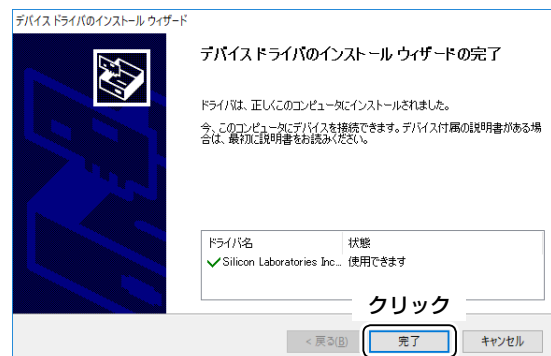 デバイス ドライバのインストール ウィザード
デバイス ドライバのインストール ウィザードの完了
ドライバは、正しくこのコンピュータにインストールされました。
今、このコンピュータにデバイスを接続できます。デバイス付属の説明書がある場
合は、最初に説明書をお読みください。
ドライバ名 状態
Silicon Laboratories Inc... 使用できます
クリック
< 戻る(B) 完了 キャンセル